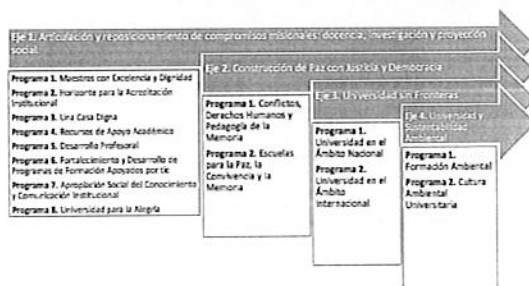 Eje 1. Articulación y reposicionamiento de compromisos misionales: docencia, investigación y proyección
social
Programa 1. Maestros con Excelencia y Dignidad
Programa 2. Horizonte para la Acreditación
Institucional
Programa 3. Una Casa Digna
Programa 4. Recursos de Apoyo Académico
Programa 5. Desarrollo Profesoral
Programa 6. Fortalecimiento y Desarrollo de
Programas de Formación Apoyados por tic
Programa 7. Apropiación Social del Conocimiento
y Comunicación Institucional
Programa 8. Universidad para la Alegría
Eje 2. Construcción de Paz con Justicia y Democracia
Programa 1. Conflictos,
Derechos Humanos y
Pedagogía de la
Memoria
Programa 2. Escuelas
para la Paz, la
Convivencia y la
Memoria
Eje 3. Universidad sin Fronteras
Programa 1.
Universidad en el
Ámbito Nacional
Programa 2.
Universidad en el
Ámbito
Internacional
Eje 4. Universidad y
Sustentabilidad
Ambiental
Programa 1.
Formación Ambiental
Programa 2. Cultura
Ambiental
Universitaria